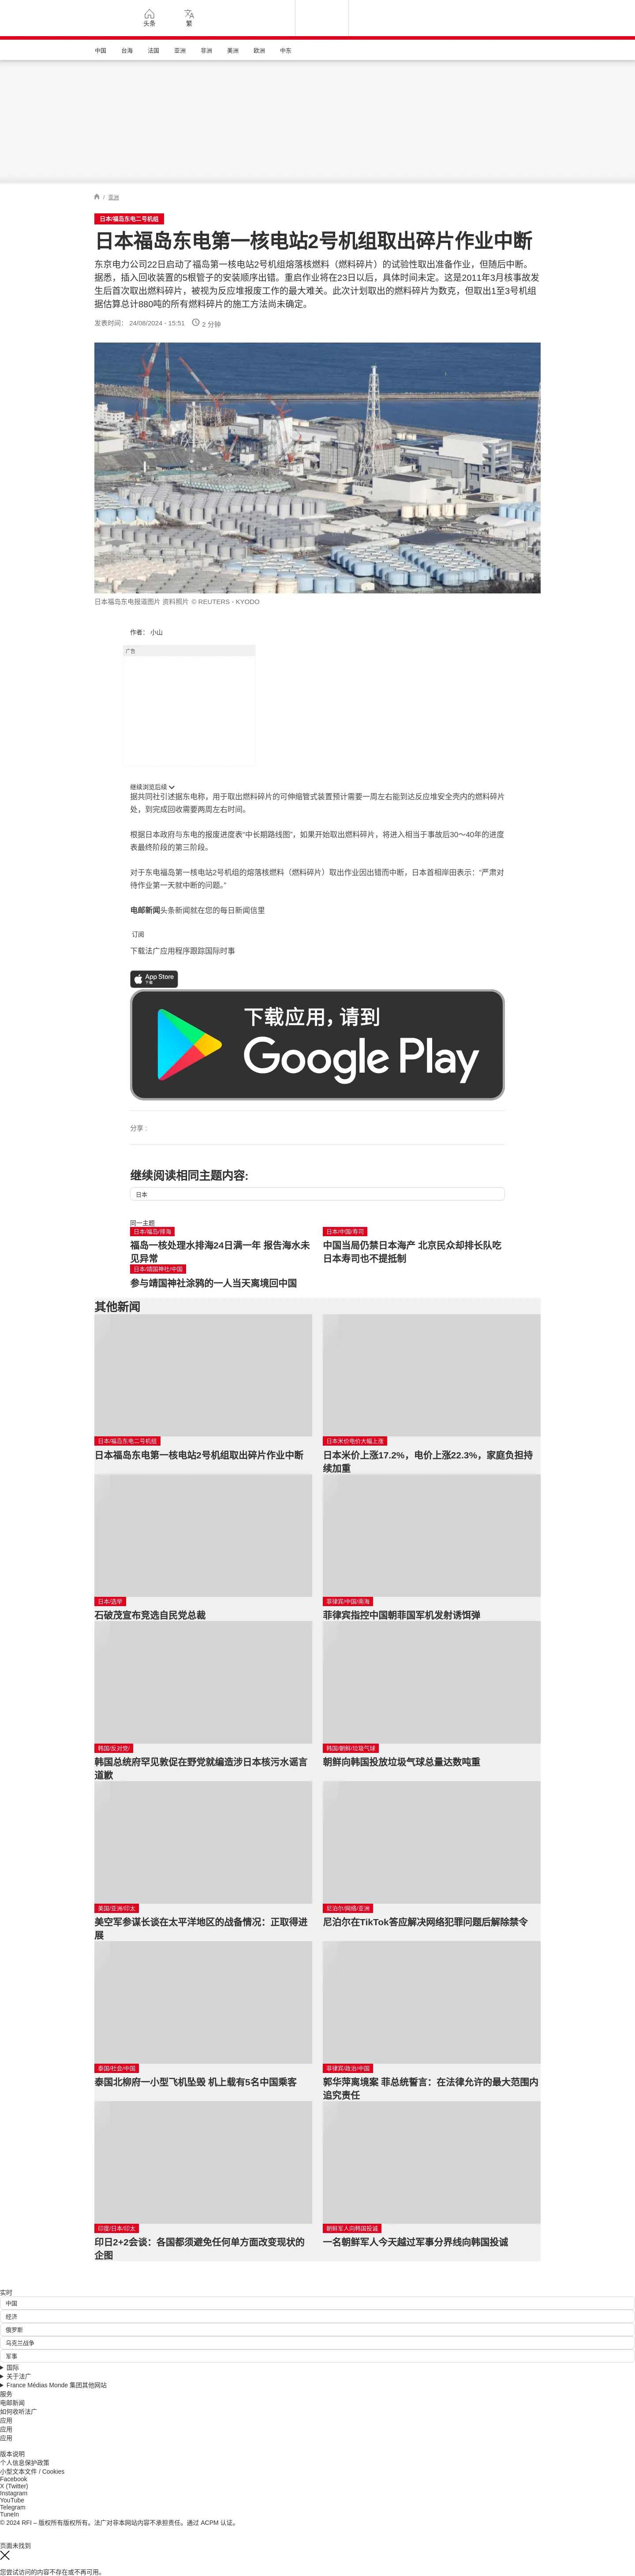 头条
繁
中国 台海 法国 亚洲 非洲 美洲 欧洲 中东
/ 亚洲
日本/福岛东电二号机组
日本福岛东电第一核电站2号机组取出碎片作业中断
东京电力公司22日启动了福岛第一核电站2号机组熔落核燃料（燃料碎片）的试验性取出准备作业，但随后中断。
据悉，插入回收装置的5根管子的安装顺序出错。重启作业将在23日以后，具体时间未定。这是2011年3月核事故发
生后首次取出燃料碎片，被视为反应堆报废工作的最大难关。此次计划取出的燃料碎片为数克，但取出1至3号机组
据估算总计880吨的所有燃料碎片的施工方法尚未确定。
发表时间： 24/08/2024 - 15:51 2 分钟
日本福岛东电报道图片 资料照片 © REUTERS - KYODO
作者： 小山
广告
继续浏览后续
据共同社引述据东电称，用于取出燃料碎片的可伸缩管式装置预计需要一周左右能到达反应堆安全壳内的燃料碎片
处，到完成回收需要两周左右时间。
根据日本政府与东电的报废进度表“中长期路线图”，如果开始取出燃料碎片，将进入相当于事故后30～40年的进度
表最终阶段的第三阶段。
对于东电福岛第一核电站2号机组的熔落核燃料（燃料碎片）取出作业因出错而中断，日本首相岸田表示：“严肃对
待作业第一天就中断的问题。”
电邮新闻头条新闻就在您的每日新闻信里
订阅
下载法广应用程序跟踪国际时事
App Store
下载
下载应用，请到
Google Play
分享 :
继续阅读相同主题内容:
日本
同一主题
日本/福岛/排海
福岛一核处理水排海24日满一年 报告海水未
见异常
日本/中国/寿司
中国当局仍禁日本海产 北京民众却排长队吃
日本寿司也不提抵制
日本/靖国神社/中国
参与靖国神社涂鸦的一人当天离境回中国
其他新闻
日本/福岛东电二号机组
日本福岛东电第一核电站2号机组取出碎片作业中断
日本米价电价大幅上涨
日本米价上涨17.2%，电价上涨22.3%，家庭负担持
续加重
日本/选举
石破茂宣布竞选自民党总裁
菲律宾/中国/南海
菲律宾指控中国朝菲国军机发射诱饵弹
韩国/反对党/
韩国总统府罕见敦促在野党就编造涉日本核污水谣言
道歉
韩国/朝鲜/垃圾气球
朝鲜向韩国投放垃圾气球总量达数吨重
美国/亚洲/印太
美空军参谋长谈在太平洋地区的战备情况：正取得进
展
尼泊尔/网络/亚洲
尼泊尔在TikTok答应解决网络犯罪问题后解除禁令
泰国/社会/中国
泰国北柳府一小型飞机坠毁 机上载有5名中国乘客
菲律宾/政治/中国
郭华萍离境案 菲总统誓言：在法律允许的最大范围内
追究责任
印度/日本/印太
印日2+2会谈：各国都须避免任何单方面改变现状的
企图
朝鲜军人向韩国投诚
一名朝鲜军人今天越过军事分界线向韩国投诚
实时
中国
经济
俄罗斯
乌克兰战争
军事
国际
关于法广
France Médias Monde 集团其他网站
服务
电邮新闻
如何收听法广
应用
应用
应用
版本说明
个人信息保护政策
小型文本文件 / Cookies
Facebook
X (Twitter)
Instagram
YouTube
Telegram
TuneIn
© 2024 RFI – 版权所有版权所有。法广对非本网站内容不承担责任。通过 ACPM 认证。
页面未找到
您尝试访问的内容不存在或不再可用。